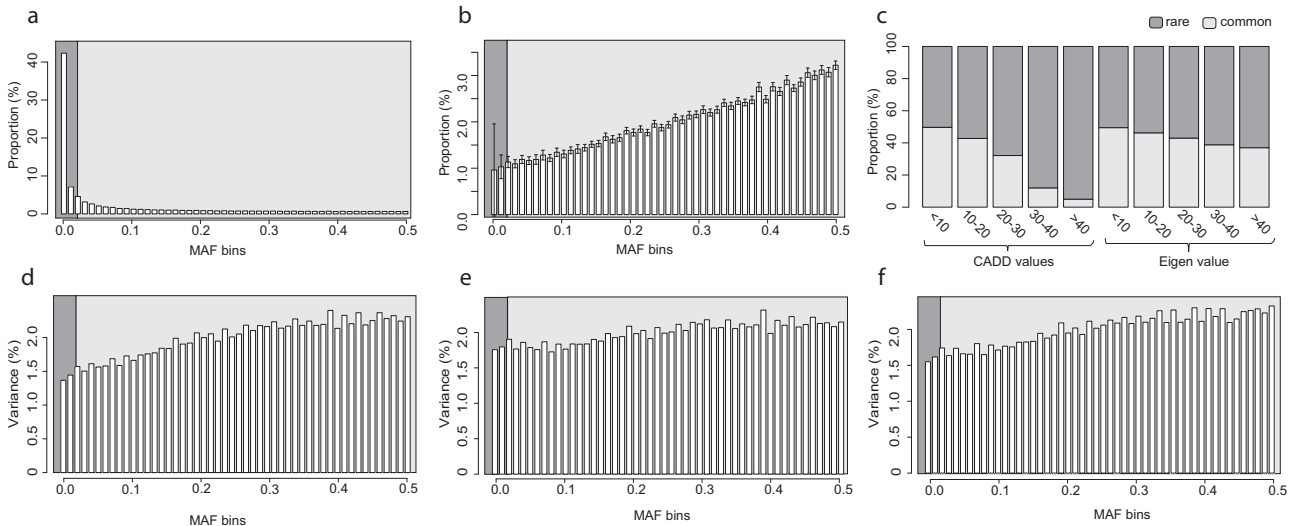 a
Proportion (%)
40
30
20
10
0
0.0 0.1 0.2 0.3 0.4 0.5
MAF bins
b
Proportion (%)
3.0
2.0
1.0
0.0
0.0 0.1 0.2 0.3 0.4 0.5
MAF bins
c
rare common
Proportion (%)
100
80
60
40
20
0
<10 10-20 20-30 30-40 >40 <10 10-20 20-30 30-40 >40
CADD values Eigen value
d
Variance (%)
2.0
1.5
1.0
0.5
0
0.0 0.1 0.2 0.3 0.4 0.5
MAF bins
e
Variance (%)
2.0
1.5
1.0
0.5
0
0.0 0.1 0.2 0.3 0.4 0.5
MAF bins
f
Variance (%)
2.0
1.5
1.0
0.5
0
0.0 0.1 0.2 0.3 0.4 0.5
MAF bins